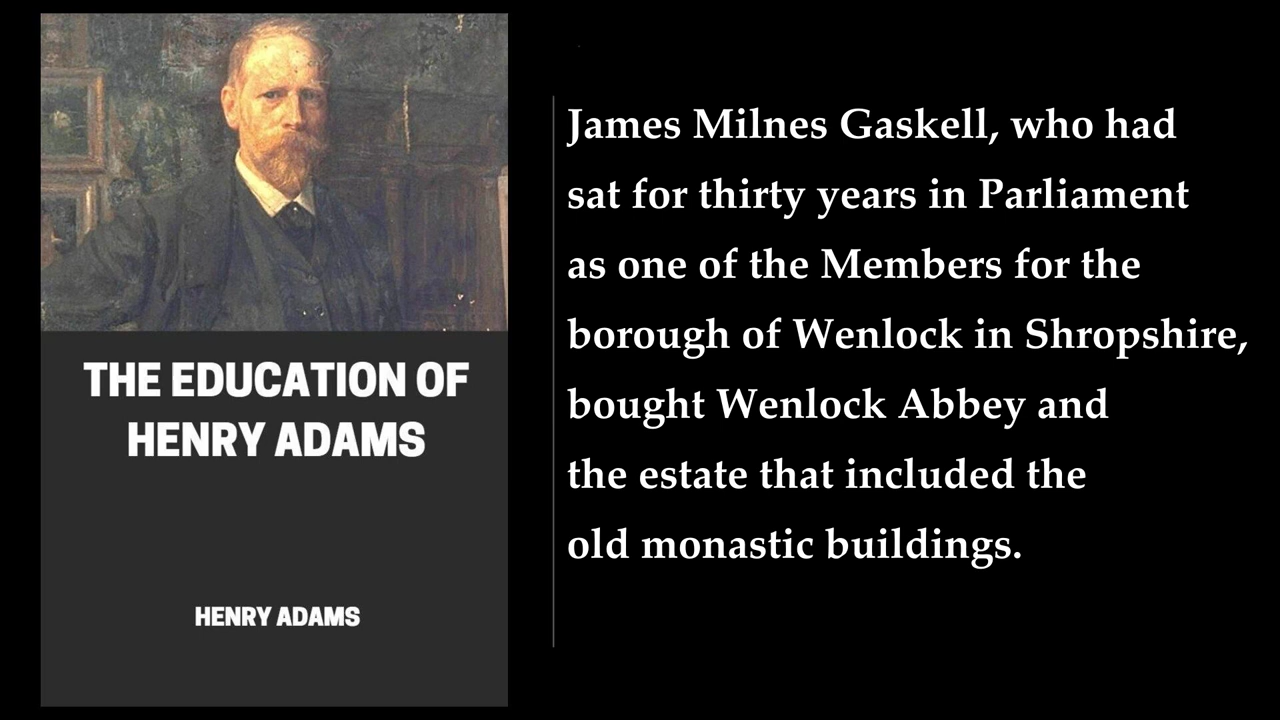 THE EDUCATION OF
HENRY ADAMS
HENRY ADAMS
James Milnes Gaskell, who had
sat for thirty years in Parliament
as one of the Members for the
borough of Wenlock in Shropshire,
bought Wenlock Abbey and
the estate that included the
old monastic buildings.